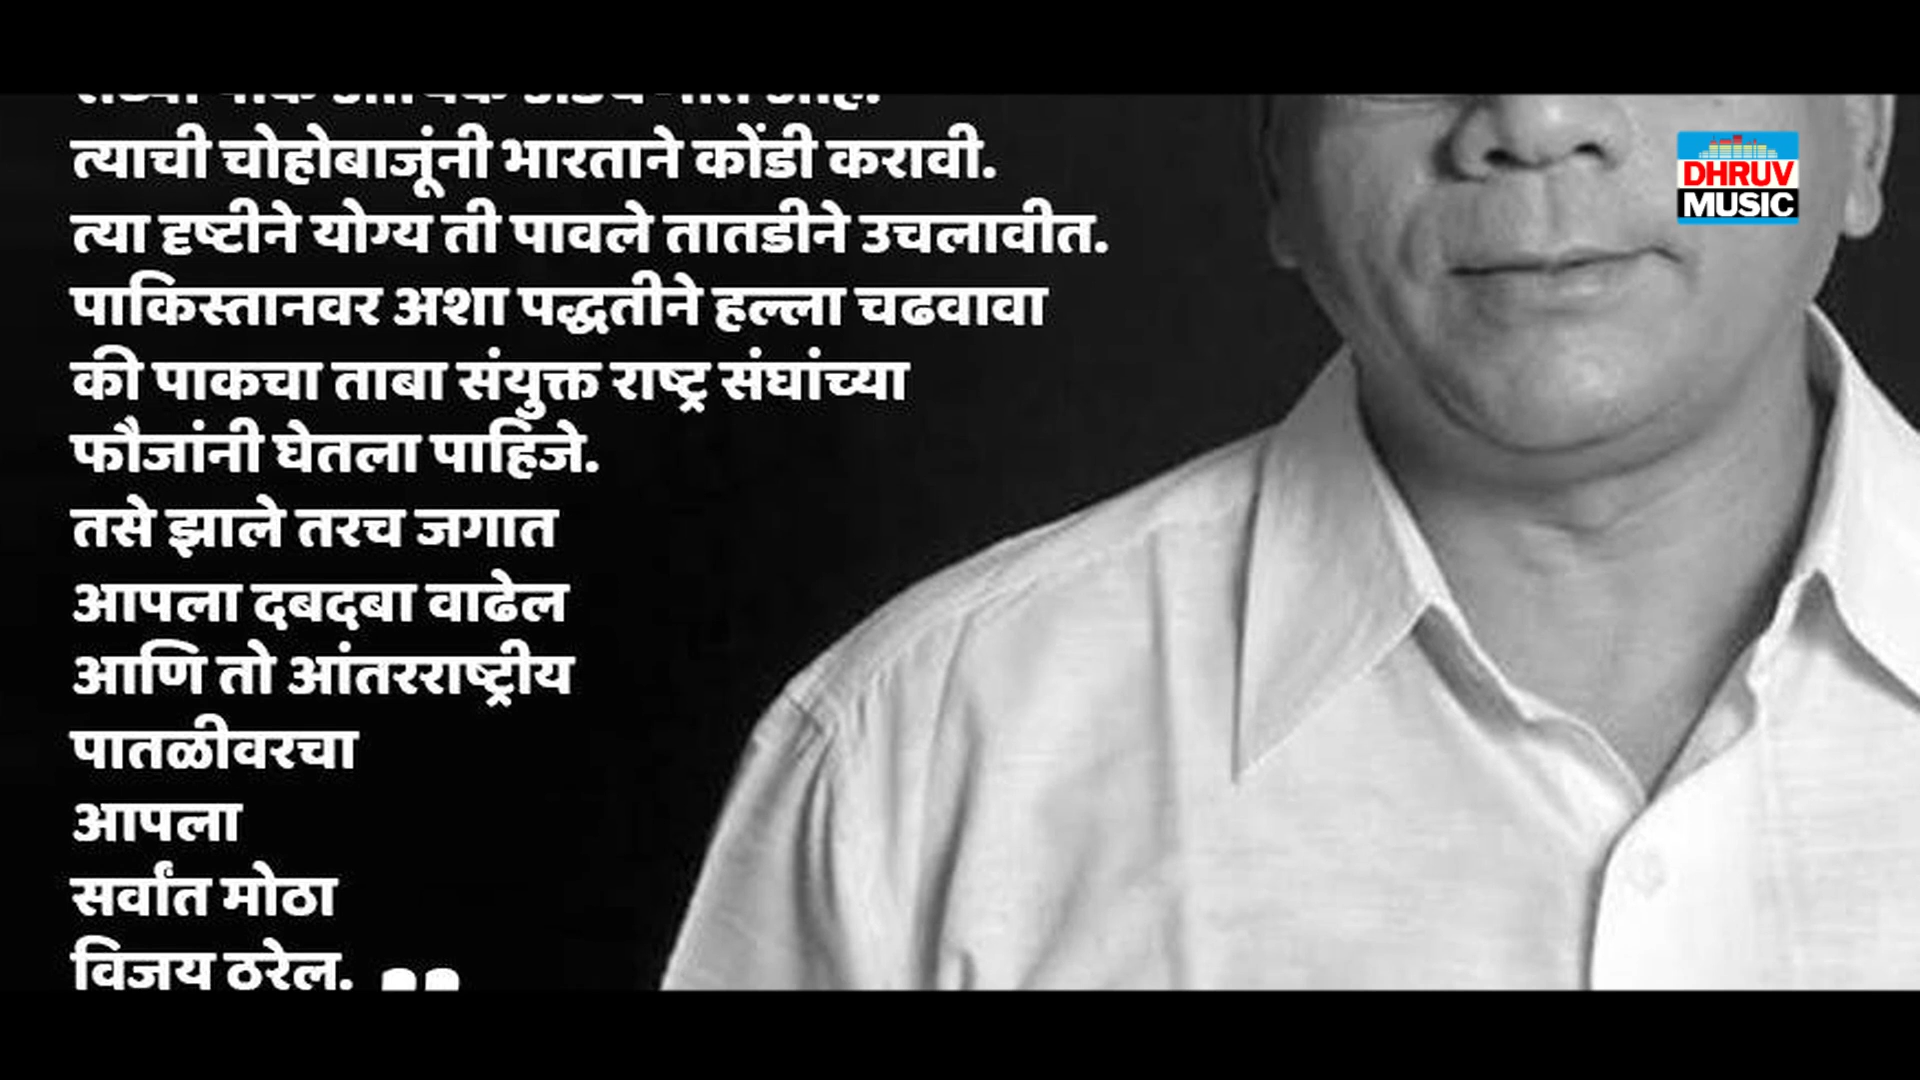 त्याची चोहोबाजूंनी भारताने कोंडी करावी.
त्या दृष्टीने योग्य ती पावले तातडीने उचलावीत.
पाकिस्तानवर अशा पद्धतीने हल्ला चढवावा
की पाकचा ताबा संयुक्त राष्ट्र संघांच्या
फौजांनी घेतला पाहिजे.
तसे झाले तरच जगात
आपला दबदबा वाढेल
आणि तो आंतरराष्ट्रीय
पातळीवरचा
आपला
सर्वांत मोठा
विजय ठरेल.
DHRUV
MUSIC